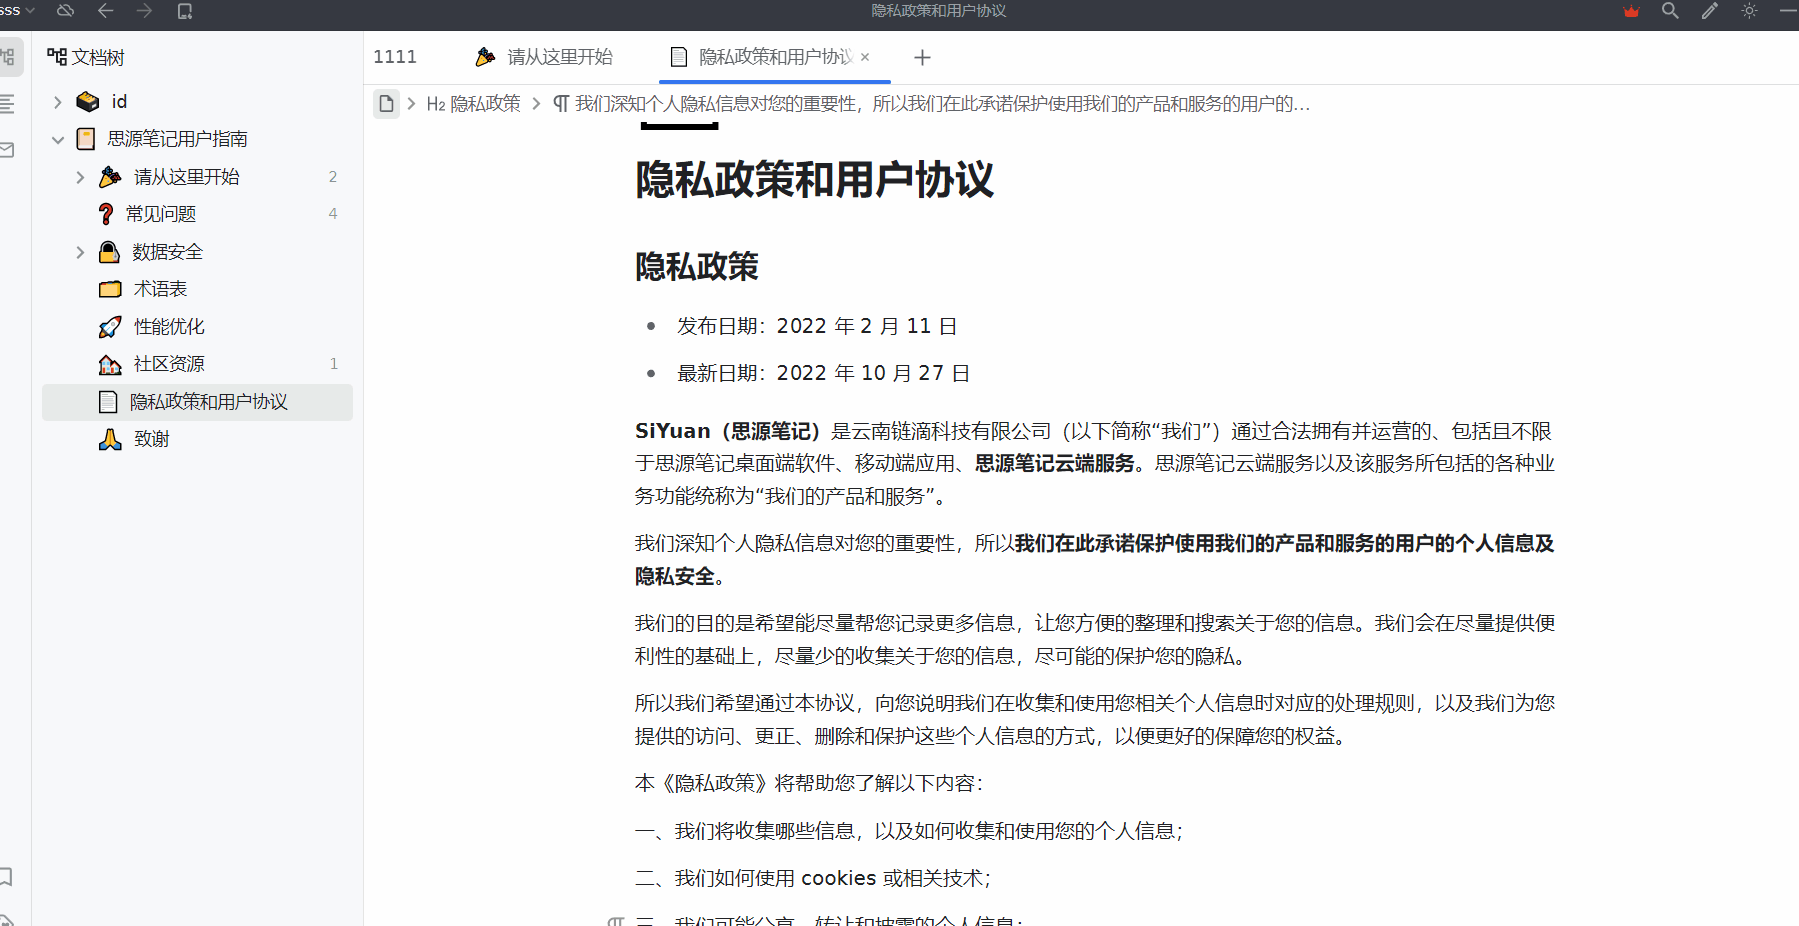 sss
隐私政策和用户协议
文档树
id
思源笔记用户指南
请从这里开始 2
常见问题 4
数据安全
术语表
性能优化
社区资源 1
隐私政策和用户协议
致谢
1111 请从这里开始 隐私政策和用户协议 × +
H2 隐私政策 > ¶ 我们深知个人隐私信息对您的重要性，所以我们在此承诺保护使用我们的产品和服务的用户的...
隐私政策和用户协议
隐私政策
• 发布日期：2022 年 2 月 11 日
• 最新日期：2022 年 10 月 27 日
SiYuan（思源笔记）是云南链滴科技有限公司（以下简称“我们”）通过合法拥有并运营的、包括且不限
于思源笔记桌面端软件、移动端应用、思源笔记云端服务。思源笔记云端服务以及该服务所包括的各种业
务功能统称为“我们的产品和服务”。
我们深知个人隐私信息对您的重要性，所以我们在此承诺保护使用我们的产品和服务的用户的个人信息及
隐私安全。
我们的目的是希望能尽量帮您记录更多信息，让您方便的整理和搜索关于您的信息。我们会在尽量提供便
利性的基础上，尽量少的收集关于您的信息，尽可能的保护您的隐私。
所以我们希望通过本协议，向您说明我们在收集和使用您相关个人信息时对应的处理规则，以及我们为您
提供的访问、更正、删除和保护这些个人信息的方式，以便更好的保障您的权益。
本《隐私政策》将帮助您了解以下内容：
一、我们将收集哪些信息，以及如何收集和使用您的个人信息；
二、我们如何使用 cookies 或相关技术；
三、我们可能分享、转让和披露的个人信息；